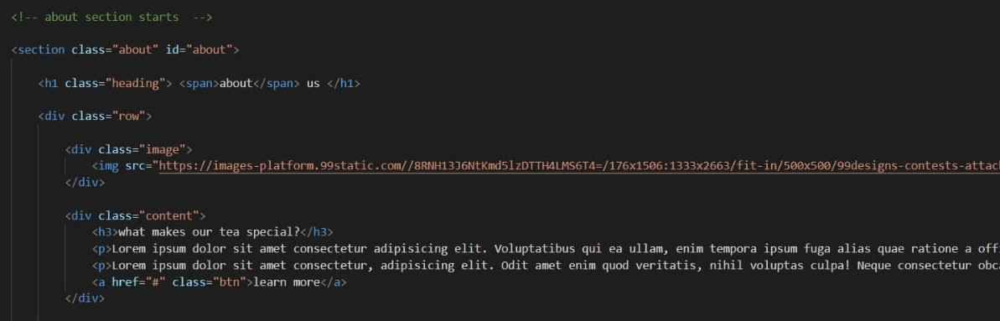 <!-- about section starts  -->
<section class="about" id="about">
<h1 class="heading"> <span>about</span> us </h1>
<div class="row">
<div class="image">
<img src="https://images-platform.99static.com//8RNH13J6NtKmd5lzDTTH4LMS6T4=/176x1506:1333x2663/fit-in/500x500/99designs-contests-attach
</div>
<div class="content">
<h3>what makes our tea special?</h3>
<p>Lorem ipsum dolor sit amet consectetur adipisicing elit. Voluptatibus qui ea ullam, enim tempora ipsum fuga alias quae ratione a offi
<p>Lorem ipsum dolor sit amet consectetur, adipisicing elit. Odit amet enim quod veritatis, nihil voluptas culpa! Neque consectetur obca
<a href="#" class="btn">learn more</a>
</div>